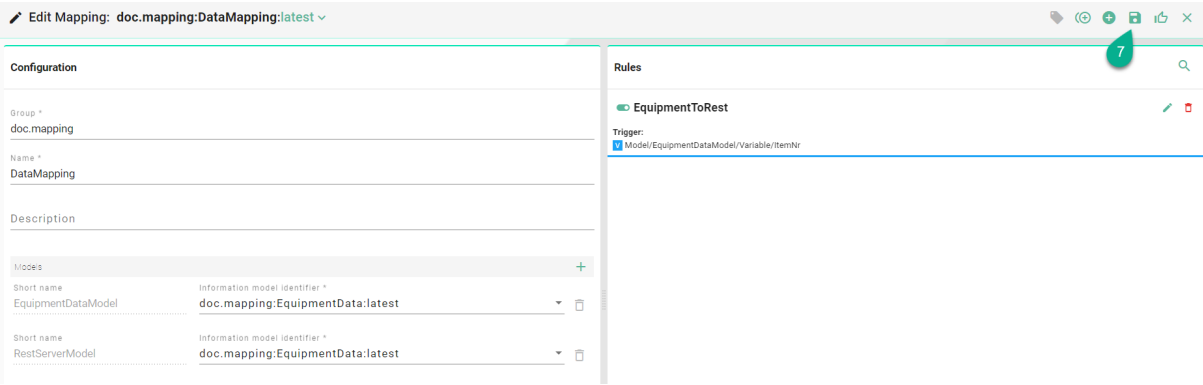 Edit Mapping: doc.mapping:DataMapping:latest
7
Configuration
Group *
doc.mapping
Name *
DataMapping
Description
Models
Short name
Information model identifier *
EquipmentDataModel
doc.mapping:EquipmentData:latest
Short name
Information model identifier *
RestServerModel
doc.mapping:EquipmentData:latest
Rules
EquipmentToRest
Trigger:
V Model/EquipmentDataModel/Variable/ItemNr